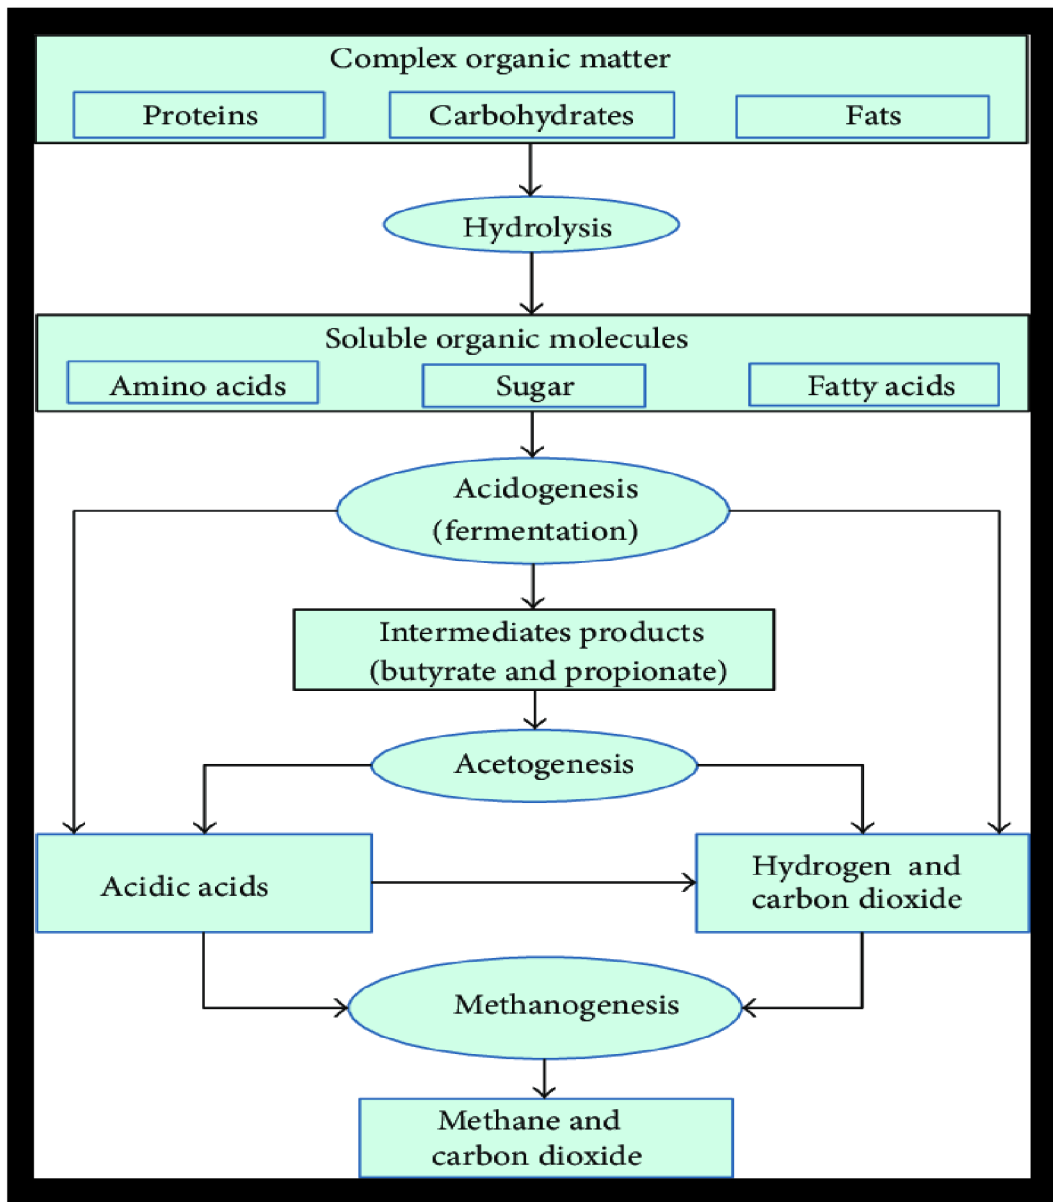 Complex organic matter
Proteins
Carbohydrates
Fats
Hydrolysis
Soluble organic molecules
Amino acids
Sugar
Fatty acids
Acidogenesis
(fermentation)
Intermediates products
(butyrate and propionate)
Acetogenesis
Acidic acids
Hydrogen and
carbon dioxide
Methanogenesis
Methane and
carbon dioxide